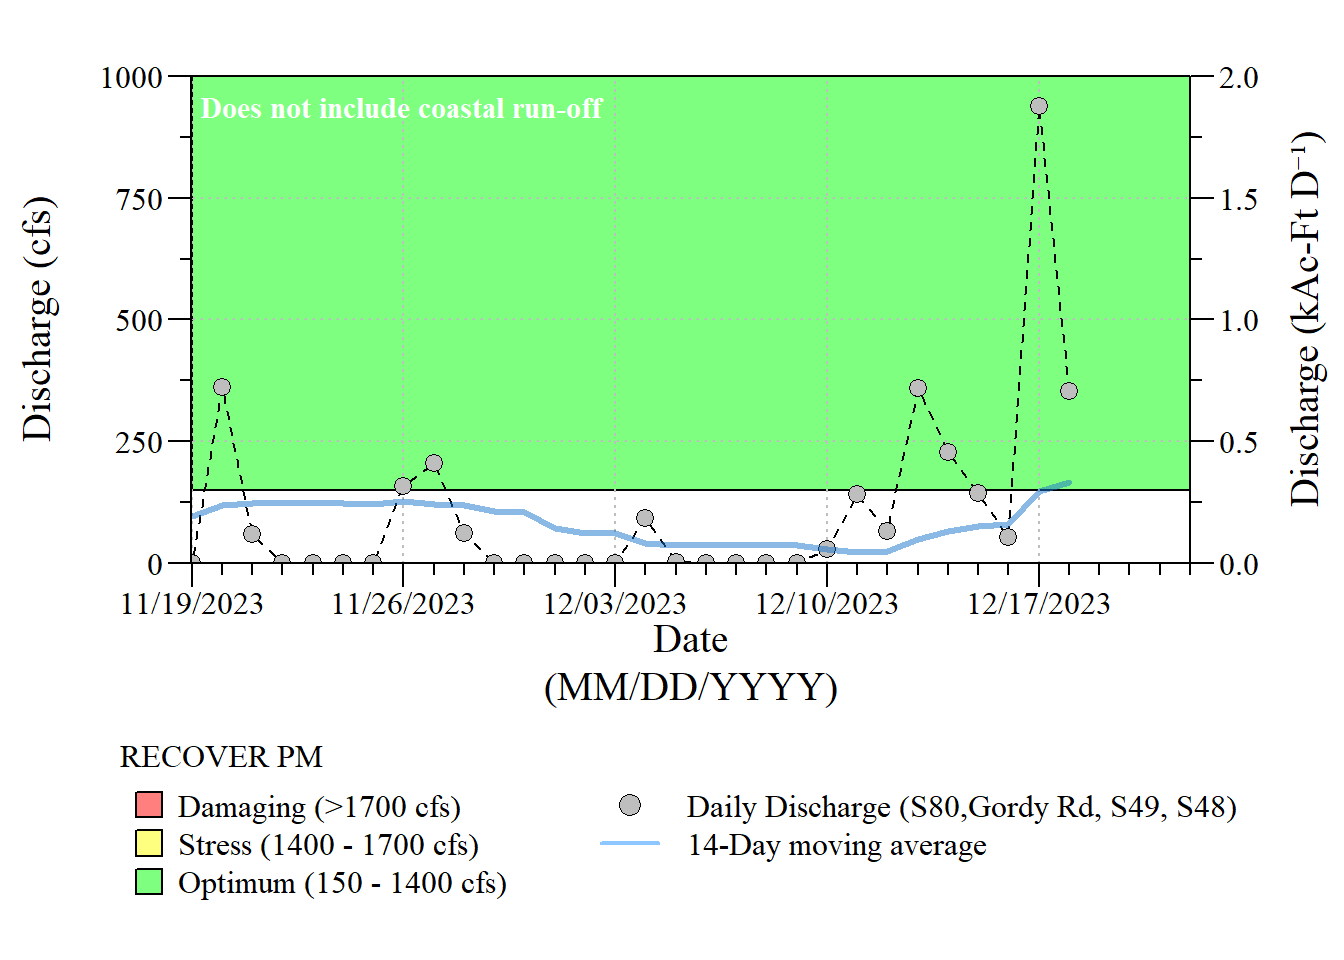 Does not include coastal run-off
1000
750
500
250
0
Discharge (cfs)
2.0
1.5
1.0
0.5
0.0
Discharge (kAc-Ft D⁻¹)
11/19/2023 11/26/2023 12/03/2023 12/10/2023 12/17/2023
Date
(MM/DD/YYYY)
RECOVER PM
Damaging (>1700 cfs)
Stress (1400 - 1700 cfs)
Optimum (150 - 1400 cfs)
Daily Discharge (S80,Gordy Rd, S49, S48)
14-Day moving average